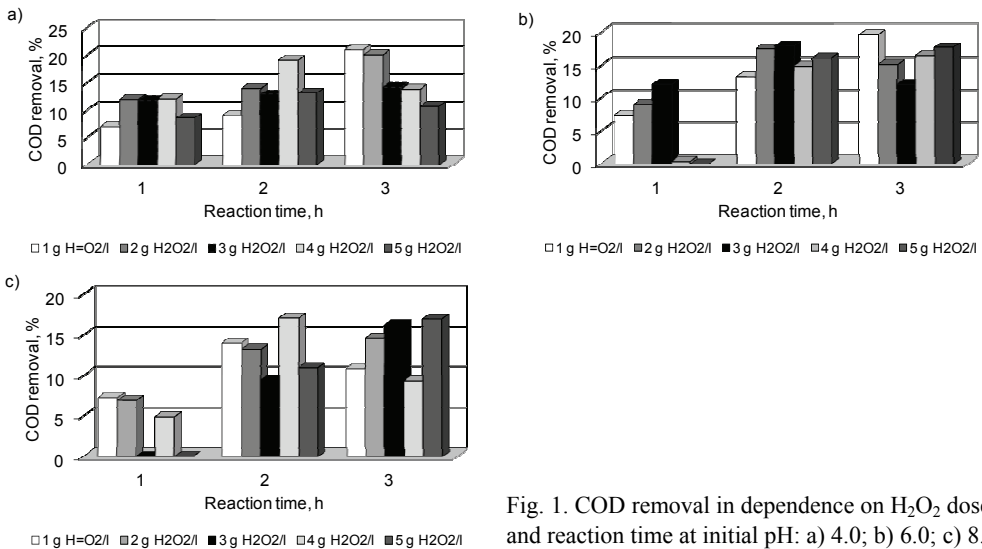 a)
COD removal, %
25
20
15
10
5
0
1 2 3
Reaction time, h
1 g H=O2/l 2 g H2O2/l 3 g H2O2/l 4 g H2O2/l 5 g H2O2/l
b)
COD removal, %
20
15
10
5
0
1 2 3
Reaction time, h
1 g H=O2/l 2 g H2O2/l 3 g H2O2/l 4 g H2O2/l 5 g H2O2/l
c)
COD removal, %
20
15
10
5
0
1 2 3
Reaction time, h
1 g H=O2/l 2 g H2O2/l 3 g H2O2/l 4 g H2O2/l 5 g H2O2/l
Fig. 1. COD removal in dependence on H₂O₂ dose
and reaction time at initial pH: a) 4.0; b) 6.0; c) 8.